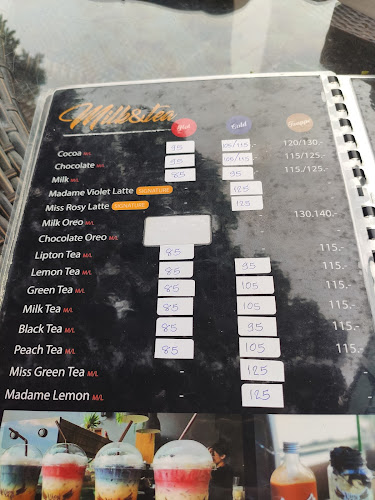 Milk&tea Hot Cold Frappe
Cocoa M/L 95 105/115 - 120/130.-
Chocolate M/L 95 105/115 115/125.-
Milk M/L 85 95 115./125.-
Madame Violet Latte SIGNATURE - 125
Miss Rosy Latte SIGNATURE - 125
Milk Oreo M/L 130.140.-
Chocolate Oreo M/L
Lipton Tea M/L 85 115.-
Lemon Tea M/L 85 95 115.-
Green Tea M/L 85 105 115.-
Milk Tea M/L 85 105 115.-
Black Tea M/L 85 95 115.-
Peach Tea M/L 85 105 115.-
Miss Green Tea M/L - 125
Madame Lemon M/L - 125